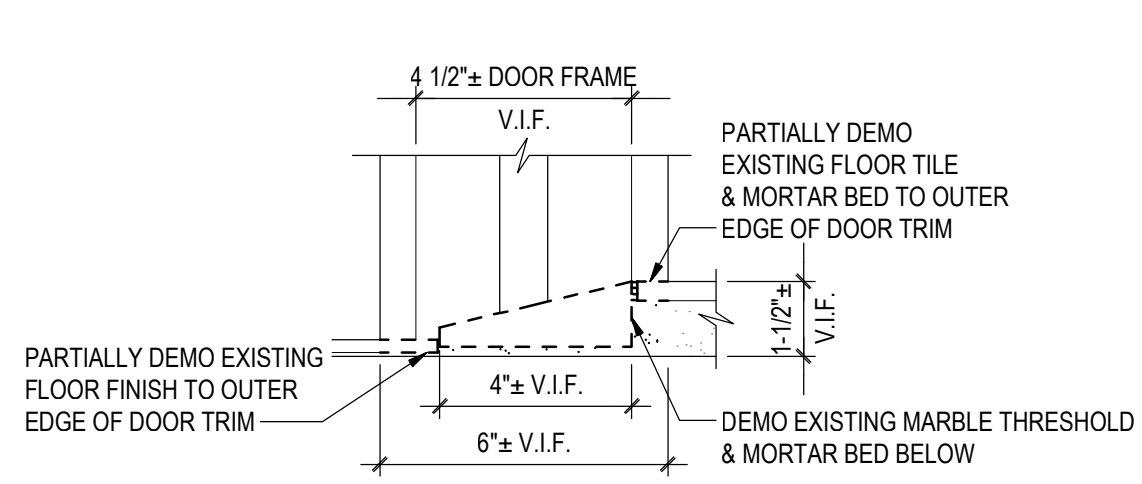 4 1/2"± DOOR FRAME
V.I.F.
PARTIALLY DEMO
EXISTING FLOOR TILE
& MORTAR BED TO OUTER
EDGE OF DOOR TRIM
1-1/2"±
V.I.F.
PARTIALLY DEMO EXISTING
FLOOR FINISH TO OUTER
EDGE OF DOOR TRIM
4"± V.I.F.
6"± V.I.F.
DEMO EXISTING MARBLE THRESHOLD
& MORTAR BED BELOW